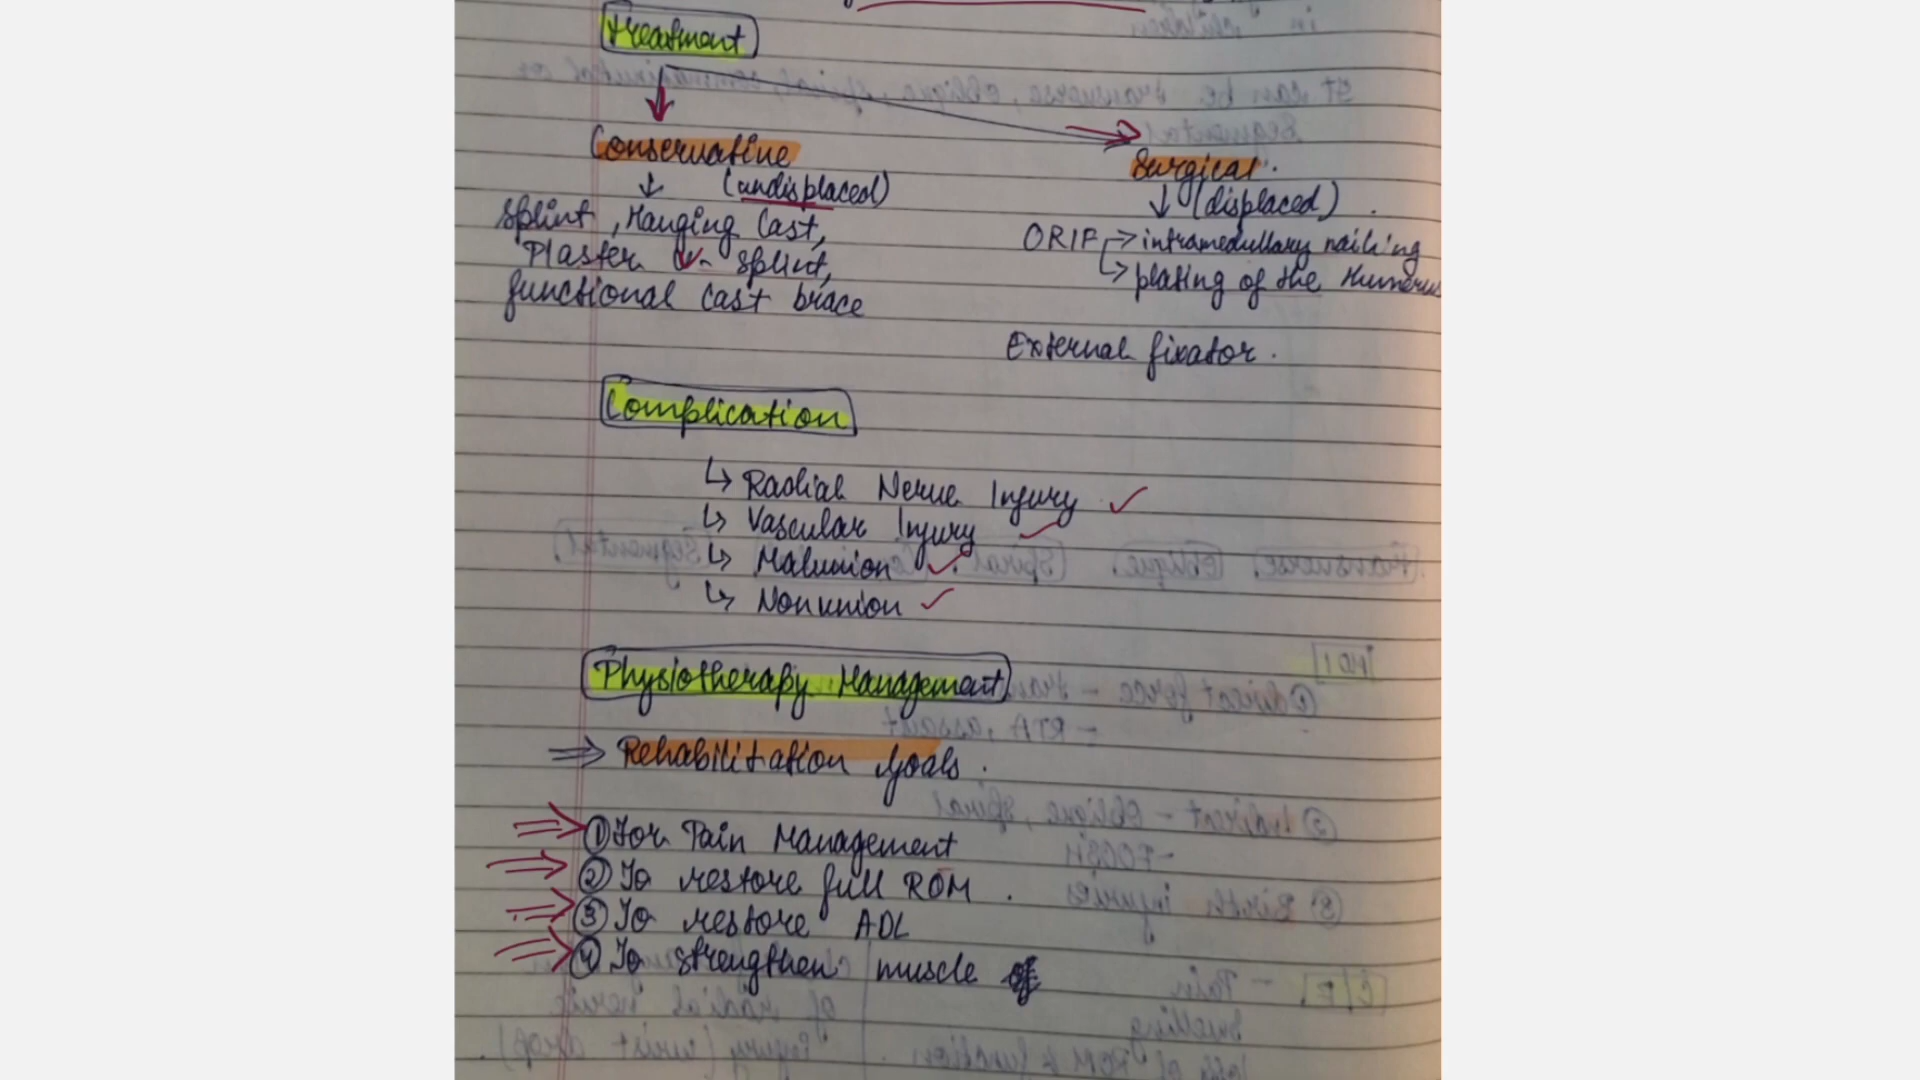 Treatment
Conservative
(undisplaced)
Splint, Hanging Cast,
Plaster U - splint,
functional cast brace
Surgical.
(displaced).
ORIF → intramedullary nailing
→ plating of the Humerus
External fixator.
Complication
↳ Radial Nerve Injury ✓
↳ Vascular Injury ✓
↳ Malunion ✓
↳ Nonunion ✓
Physiotherapy Management
⇒ Rehabilitation goals.
⇒ ① For Pain Management
⇒ ② To restore full ROM.
⇒ ③ To restore ADL
⇒ ④ To strengthen muscle